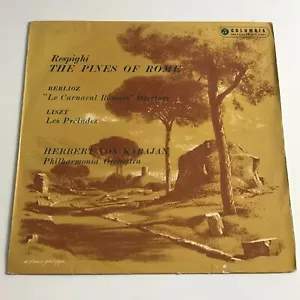 COLUMBIA
Respighi
THE PINES OF ROME
BERLIOZ
"Le Carnaval Romain" Overture
LISZT
Les Préludes
HERBERT VON KARAJAN
Philharmonia Orchestra